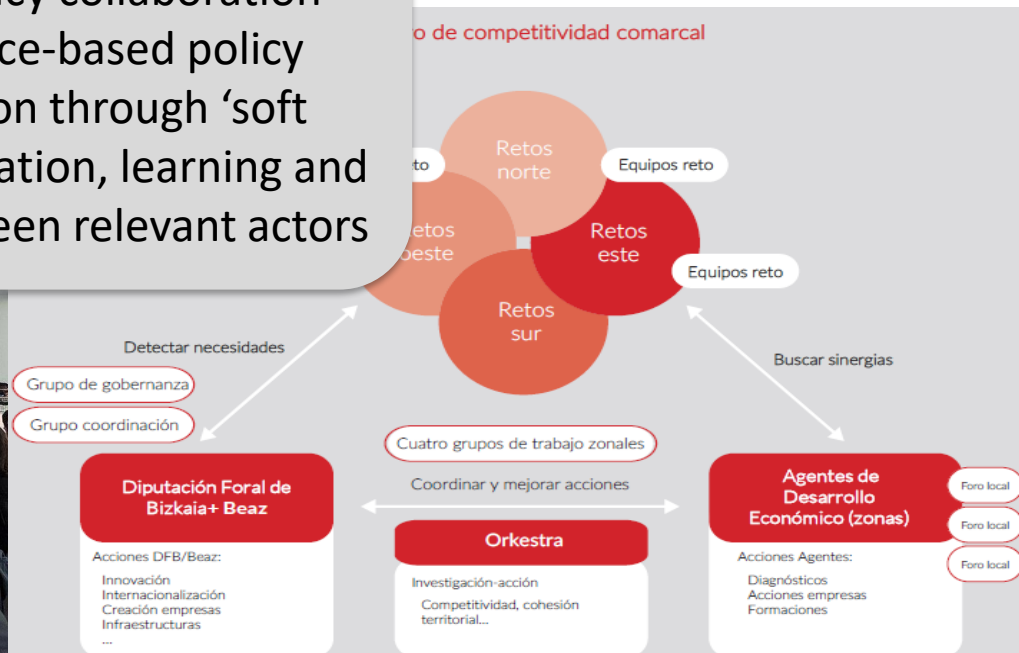 collaboration
ce-based policy
on through ‘soft
ation, learning and
een relevant actors
o de competitividad comarcal
Retos
norte
Equipos reto
Retos
este
Equipos reto
Retos
sur
Detectar necesidades
Buscar sinergias
Grupo de gobernanza
Grupo coordinación
Cuatro grupos de trabajo zonales
Coordinar y mejorar acciones
Diputación Foral de
Bizkaia+ Beaz
Acciones DFB/Beaz:
Innovación
Internacionalización
Creación empresas
Infraestructuras
...
Orkestra
Investigación-acción
Competitividad, cohesión
territorial...
Agentes de
Desarrollo
Económico (zonas)
Acciones Agentes:
Diagnósticos
Acciones empresas
Formaciones
Foro local
Foro local
Foro local